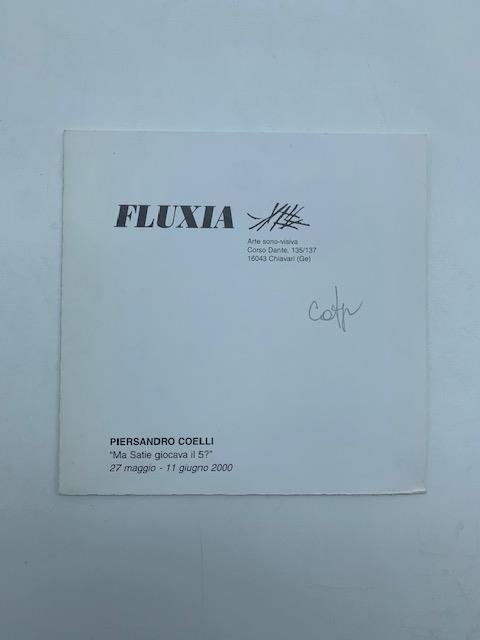 FLUXIA
Arte sono-visiva
Corso Dante, 135/137
16043 Chiavari (Ge)
PIERSANDRO COELLI
"Ma Satie giocava il 5?"
27 maggio - 11 giugno 2000